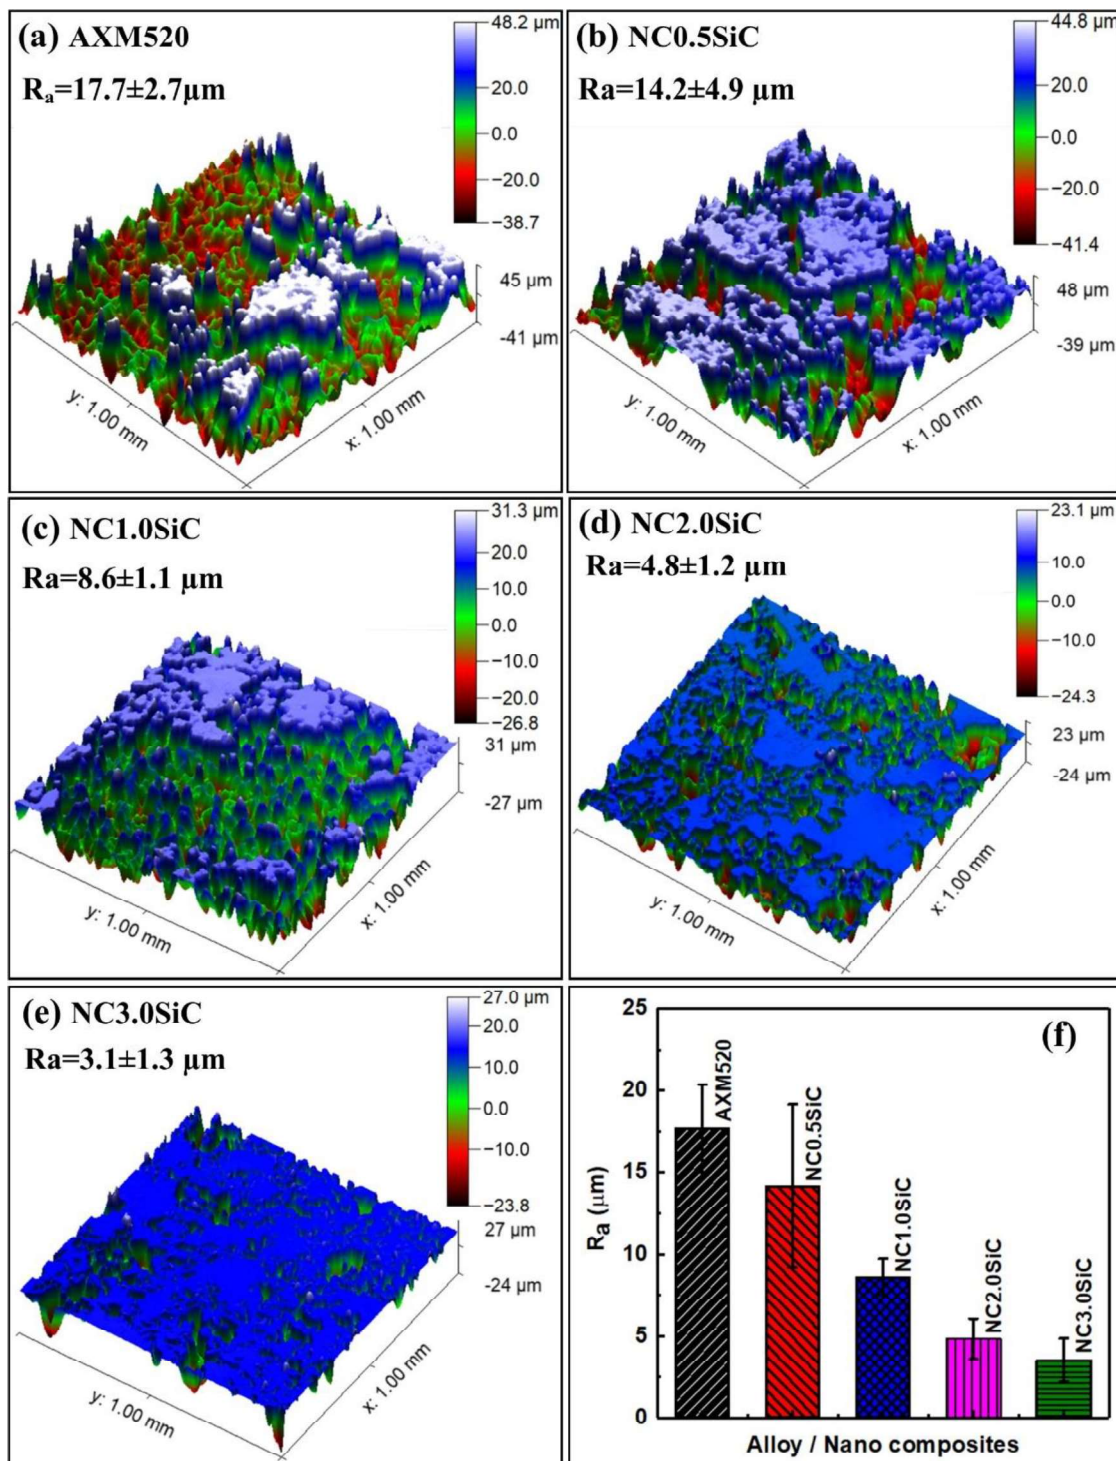 (a) AXM520
Rₐ=17.7±2.7µm
48.2 µm
20.0
0.0
−20.0
−38.7
45 µm
-41 µm
y: 1.00 mm
x: 1.00 mm
(b) NC0.5SiC
Ra=14.2±4.9 µm
44.8 µm
20.0
0.0
−20.0
−41.4
48 µm
-39 µm
y: 1.00 mm
x: 1.00 mm
(c) NC1.0SiC
Ra=8.6±1.1 µm
31.3 µm
20.0
10.0
0.0
−10.0
−20.0
−26.8
31 µm
-27 µm
y: 1.00 mm
x: 1.00 mm
(d) NC2.0SiC
Ra=4.8±1.2 µm
23.1 µm
10.0
0.0
−10.0
−24.3
23 µm
-24 µm
y: 1.00 mm
x: 1.00 mm
(e) NC3.0SiC
Ra=3.1±1.3 µm
27.0 µm
20.0
10.0
0.0
−10.0
−23.8
27 µm
-24 µm
y: 1.00 mm
x: 1.00 mm
(f)
25
20
15
10
5
0
Ra (µm)
AXM520
NC0.5SiC
NC1.0SiC
NC2.0SiC
NC3.0SiC
Alloy / Nano composites